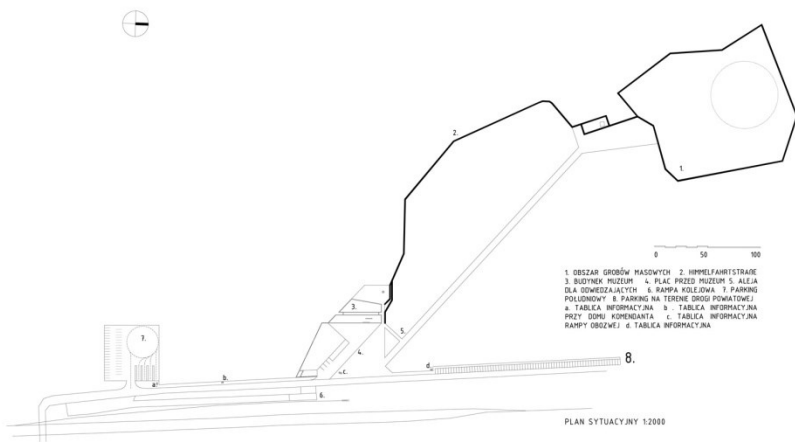 2.
1.
0 50 100
1. OBSZAR GROBÓW MASOWYCH 2. HIMMELFAHRTSTRAßE
3. BUDYNEK MUZEUM 4. PLAC PRZED MUZEUM 5. ALEJA
DLA ODWIEDZAJĄCYCH 6. RAMPA KOLEJOWA 7. PARKING
POŁUDNIOWY 8. PARKING NA TERENIE DROGI POWIATOWEJ
a. TABLICA INFORMACYJNA b . TABLICA INFORMACYJNA
PRZY DOMU KOMENDANTA c. TABLICA INFORMACYJNA
RAMPY OBOZWEJ d. TABLICA INFORMACYJNA
3.
5.
7.
4.
8.
d.
c.
b.
a.
6.
PLAN SYTUACYJNY 1:2000